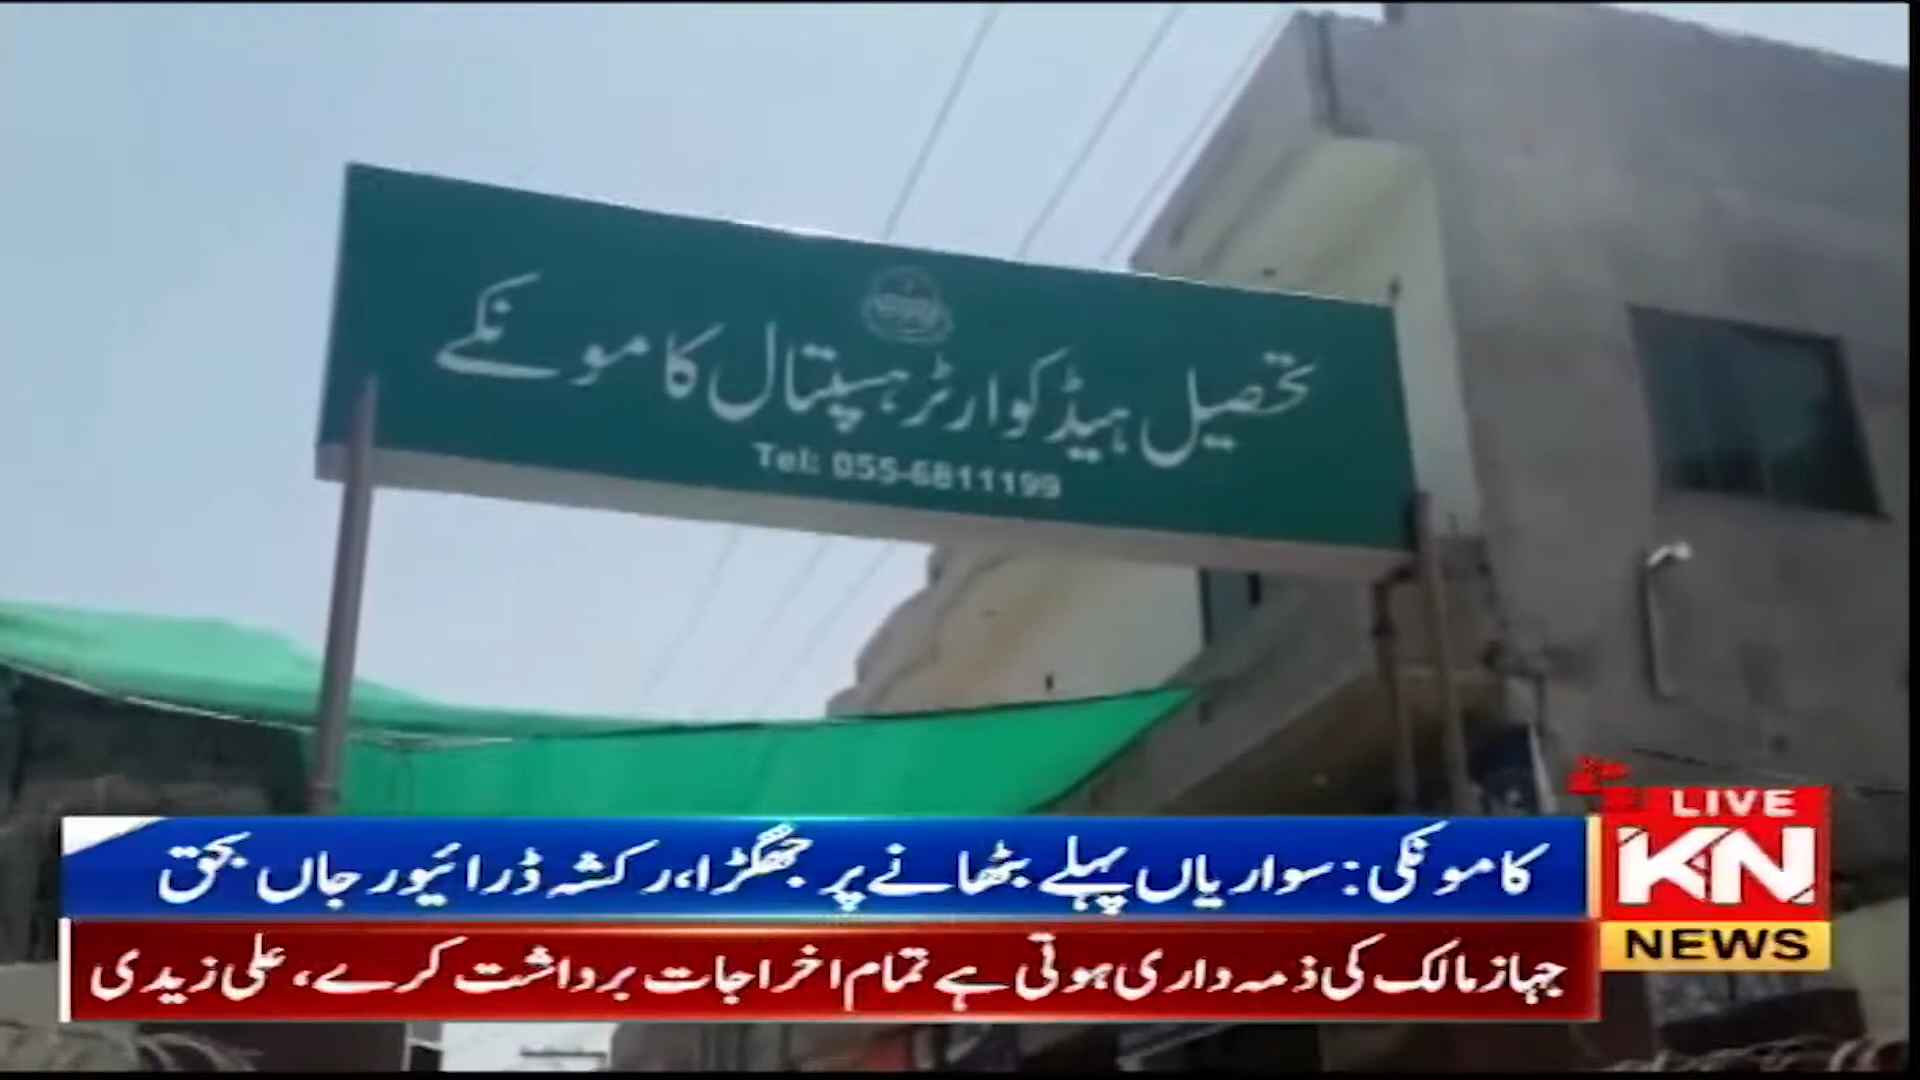 تحصیل ہیڈ کوارٹر ہسپتال کامونکے
Tel: 055-6811199
کامونکی: سواریاں پہلے بٹھانے پر جھگڑا، رکشہ ڈرائیور جاں بحق
جہاز مالک کی ذمہ داری ہوتی ہے تمام اخراجات برداشت کرے، علی زیدی
LIVE
KN
NEWS